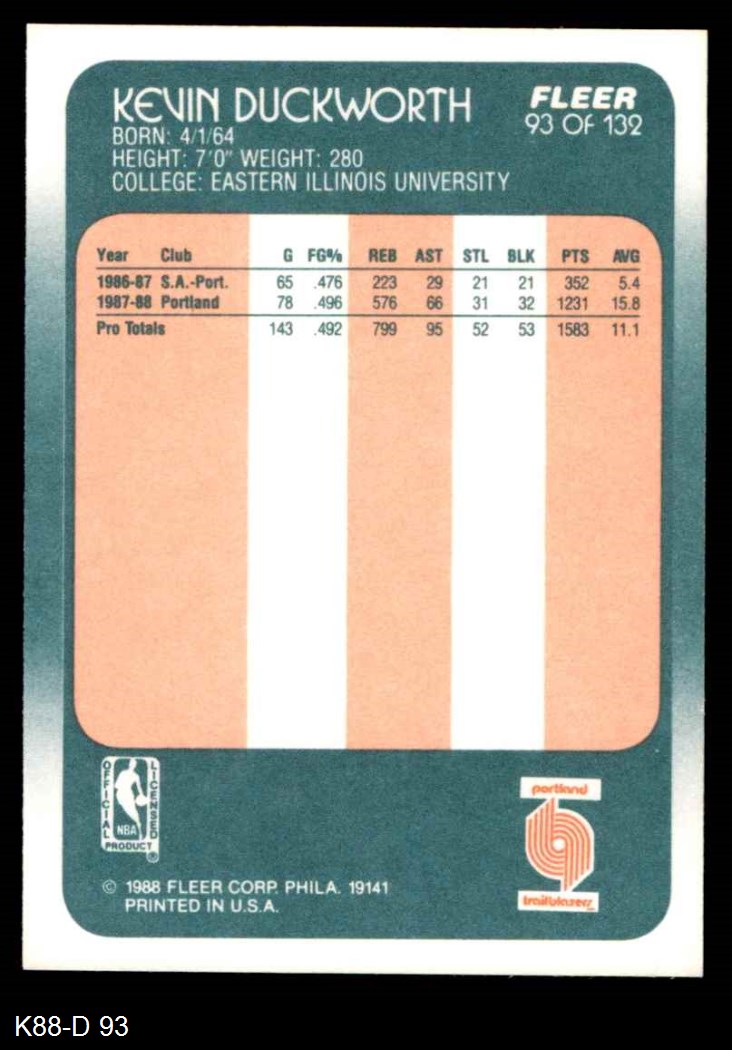 KEVIN DUCKWORTH
FLEER
93 OF 132
BORN: 4/1/64
HEIGHT: 7'0" WEIGHT: 280
COLLEGE: EASTERN ILLINOIS UNIVERSITY
Year Club G FG% REB AST STL BLK PTS AVG
1986-87 S.A.-Port. 65 .476 223 29 21 21 352 5.4
1987-88 Portland 78 .496 576 66 31 32 1231 15.8
Pro Totals 143 .492 799 95 52 53 1583 11.1
OFFICIAL LICENSED
NBA
PRODUCT ®
portland
trailblazers
© 1988 FLEER CORP. PHILA. 19141
PRINTED IN U.S.A.
K88-D 93